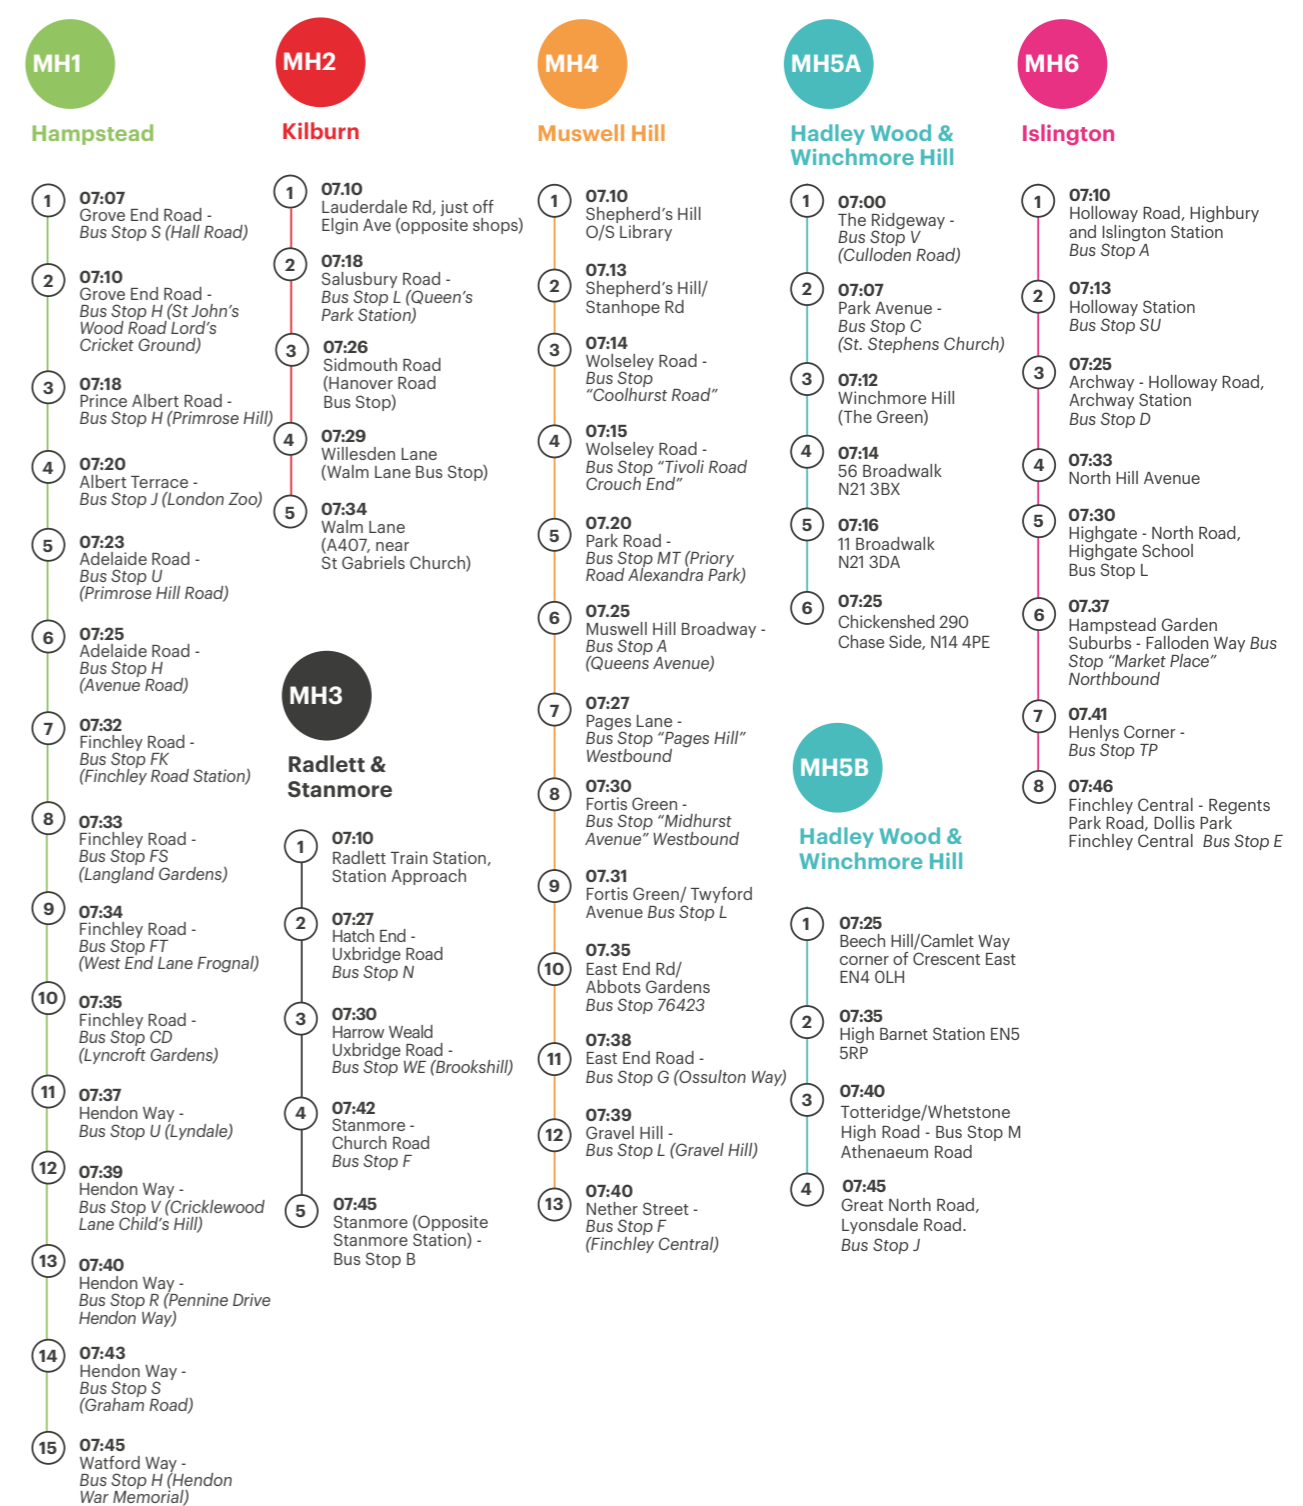 MH1
Hampstead
1
07:07
Grove End Road -
Bus Stop S (Hall Road)
2
07:10
Grove End Road -
Bus Stop H (St John's
Wood Road Lord's
Cricket Ground)
3
07:18
Prince Albert Road -
Bus Stop H (Primrose Hill)
4
07:20
Albert Terrace -
Bus Stop J (London Zoo)
5
07:23
Adelaide Road -
Bus Stop U
(Primrose Hill Road)
6
07:25
Adelaide Road -
Bus Stop H
(Avenue Road)
7
07:32
Finchley Road -
Bus Stop FK
(Finchley Road Station)
8
07:33
Finchley Road -
Bus Stop FS
(Langland Gardens)
9
07:34
Finchley Road -
Bus Stop FT
(West End Lane Frognal)
10
07:35
Finchley Road -
Bus Stop CD
(Lyncroft Gardens)
11
07:37
Hendon Way -
Bus Stop U (Lyndale)
12
07:39
Hendon Way -
Bus Stop V (Cricklewood
Lane Child's Hill)
13
07:40
Hendon Way -
Bus Stop R (Pennine Drive
Hendon Way)
14
07:43
Hendon Way -
Bus Stop S
(Graham Road)
15
07:45
Watford Way -
Bus Stop H (Hendon
War Memorial)
MH2
Kilburn
1
07.10
Lauderdale Rd, just off
Elgin Ave (opposite shops)
2
07:18
Salusbury Road -
Bus Stop L (Queen's
Park Station)
3
07:26
Sidmouth Road
(Hanover Road
Bus Stop)
4
07:29
Willesden Lane
(Walm Lane Bus Stop)
5
07:34
Walm Lane
(A407, near
St Gabriels Church)
MH3
Radlett &
Stanmore
1
07:10
Radlett Train Station,
Station Approach
2
07:27
Hatch End -
Uxbridge Road
Bus Stop N
3
07:30
Harrow Weald
Uxbridge Road -
Bus Stop WE (Brookshill)
4
07:42
Stanmore -
Church Road
Bus Stop F
5
07:45
Stanmore (Opposite
Stanmore Station) -
Bus Stop B
MH4
Muswell Hill
1
07.10
Shepherd's Hill
O/S Library
2
07.13
Shepherd's Hill/
Stanhope Rd
3
07:14
Wolseley Road -
Bus Stop
"Coolhurst Road"
4
07:15
Wolseley Road -
Bus Stop "Tivoli Road
Crouch End"
5
07.20
Park Road -
Bus Stop MT (Priory
Road Alexandra Park)
6
07.25
Muswell Hill Broadway -
Bus Stop A
(Queens Avenue)
7
07:27
Pages Lane -
Bus Stop "Pages Hill"
Westbound
8
07:30
Fortis Green -
Bus Stop "Midhurst
Avenue" Westbound
9
07.31
Fortis Green/ Twyford
Avenue Bus Stop L
10
07.35
East End Rd/
Abbots Gardens
Bus Stop 76423
11
07:38
East End Road -
Bus Stop G (Ossulton Way)
12
07:39
Gravel Hill -
Bus Stop L (Gravel Hill)
13
07:40
Nether Street -
Bus Stop F
(Finchley Central)
MH5A
Hadley Wood &
Winchmore Hill
1
07:00
The Ridgeway -
Bus Stop V
(Culloden Road)
2
07:07
Park Avenue -
Bus Stop C
(St. Stephens Church)
3
07:12
Winchmore Hill
(The Green)
4
07:14
56 Broadwalk
N21 3BX
5
07:16
11 Broadwalk
N21 3DA
6
07:25
Chickenshed 290
Chase Side, N14 4PE
MH5B
Hadley Wood &
Winchmore Hill
1
07:25
Beech Hill/Camlet Way
corner of Crescent East
EN4 0LH
2
07:35
High Barnet Station EN5
5RP
3
07:40
Totteridge/Whetstone
High Road - Bus Stop M
Athenaeum Road
4
07:45
Great North Road,
Lyonsdale Road.
Bus Stop J
MH6
Islington
1
07:10
Holloway Road, Highbury
and Islington Station
Bus Stop A
2
07:13
Holloway Station
Bus Stop SU
3
07:25
Archway - Holloway Road,
Archway Station
Bus Stop D
4
07:33
North Hill Avenue
5
07:30
Highgate - North Road,
Highgate School
Bus Stop L
6
07.37
Hampstead Garden
Suburbs - Falloden Way Bus
Stop "Market Place"
Northbound
7
07.41
Henlys Corner -
Bus Stop TP
8
07:46
Finchley Central - Regents
Park Road, Dollis Park
Finchley Central Bus Stop E